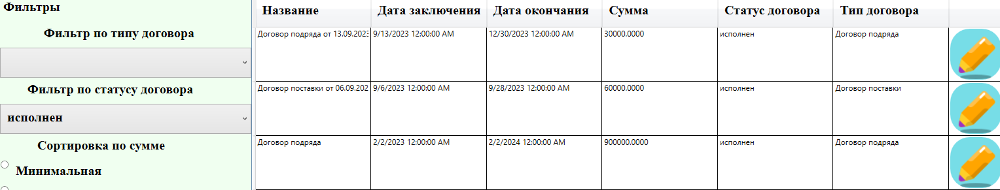 Фильтры
Фильтр по типу договора
Фильтр по статусу договора
исполнен
Сортировка по сумме
Минимальная
Название Дата заключения Дата окончания Сумма Статус договора Тип договора
Договор подряда от 13.09.2023 9/13/2023 12:00:00 AM 12/30/2023 12:00:00 AM 30000.0000 исполнен Договор подряда
Договор поставки от 06.09.202 9/6/2023 12:00:00 AM 9/28/2023 12:00:00 AM 60000.0000 исполнен Договор поставки
Договор подряда 2/2/2023 12:00:00 AM 2/2/2024 12:00:00 AM 900000.0000 исполнен Договор подряда